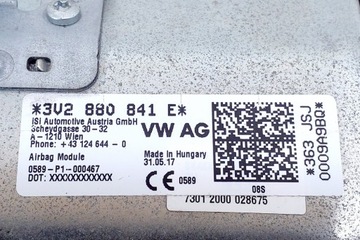 *3V2 880 841 E*
iSi Automotive Austria GmbH
Scheydgasse 30 - 32
A - 1210 Wien
Phone: +43 124 644 - 0
VW AG
Airbag Module
Made in Hungary
31.05.17
0589-P1-000467
DOT: XXXXXXXXXXX
CE 0589
08S
*363 JSJ
0009A9BQ*
7301 2000 028675